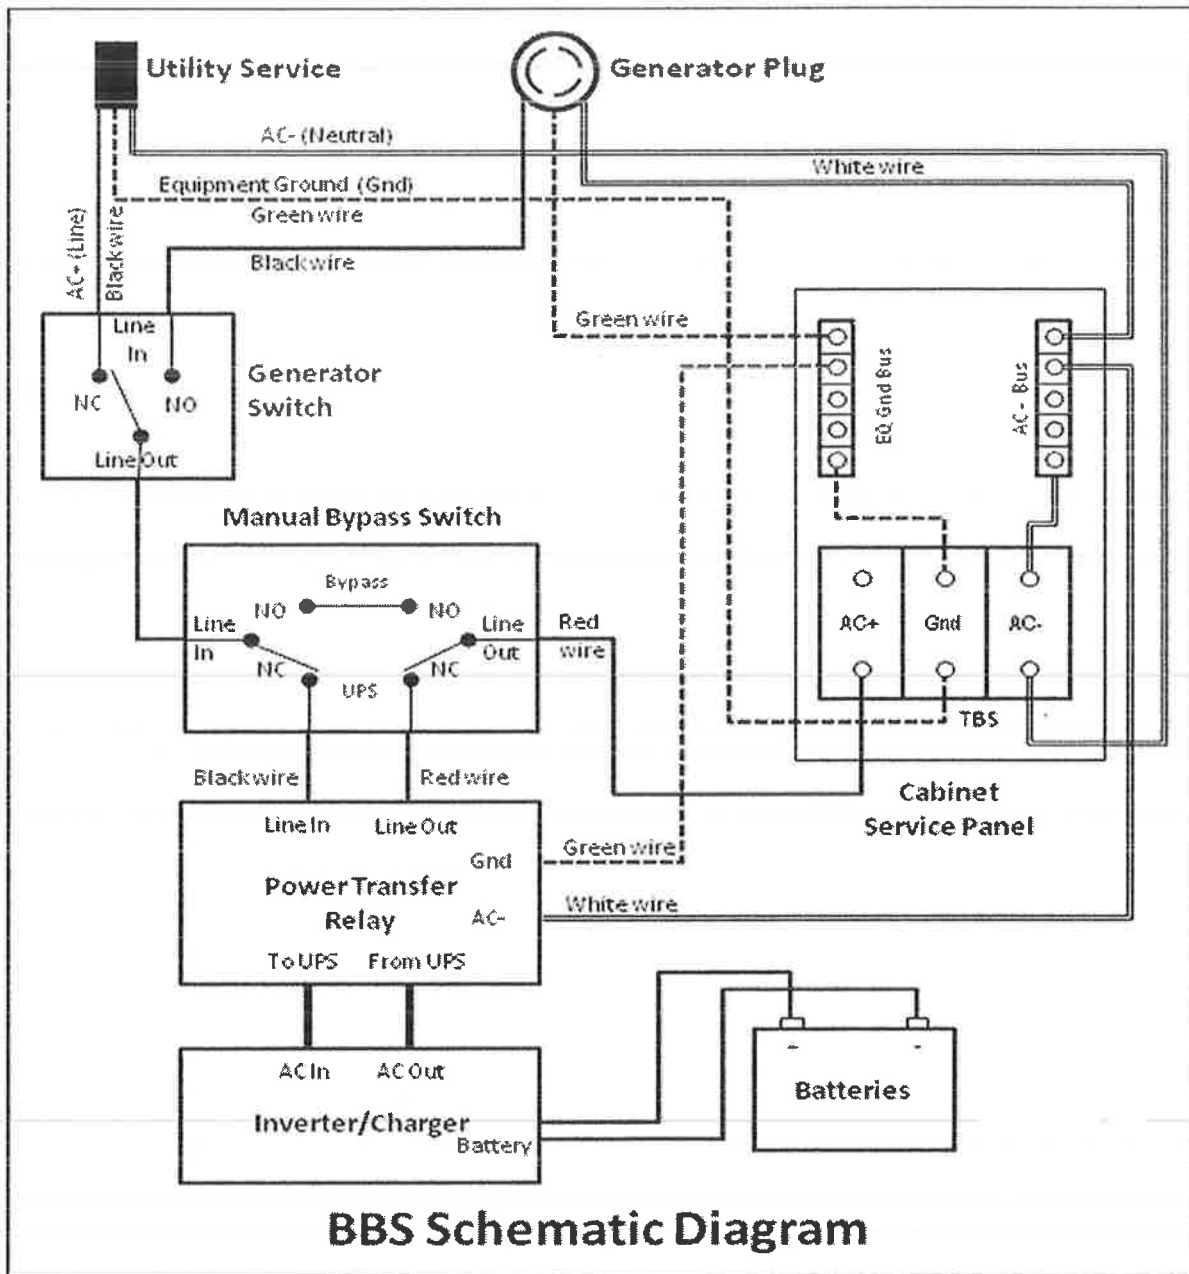 Utility Service
Generator Plug
AC- (Neutral)
White wire
Equipment Ground (Gnd)
Green wire
AC+ (Line)
Black wire
Black wire
Green wire
Line
In
NC
NO
Line Out
Generator
Switch
EQ Gnd Bus
AC- Bus
Manual Bypass Switch
Bypass
NO
NO
Line
In
Line
Out
NC
NC
UPS
Red
wire
AC+
Gnd
AC-
TBS
Black wire
Red wire
Cabinet
Service Panel
Line In
Line Out
Gnd
Green wire
Power Transfer
Relay
AC-
White wire
To UPS
From UPS
AC In
AC Out
Inverter/Charger
Battery
Batteries
BBS Schematic Diagram